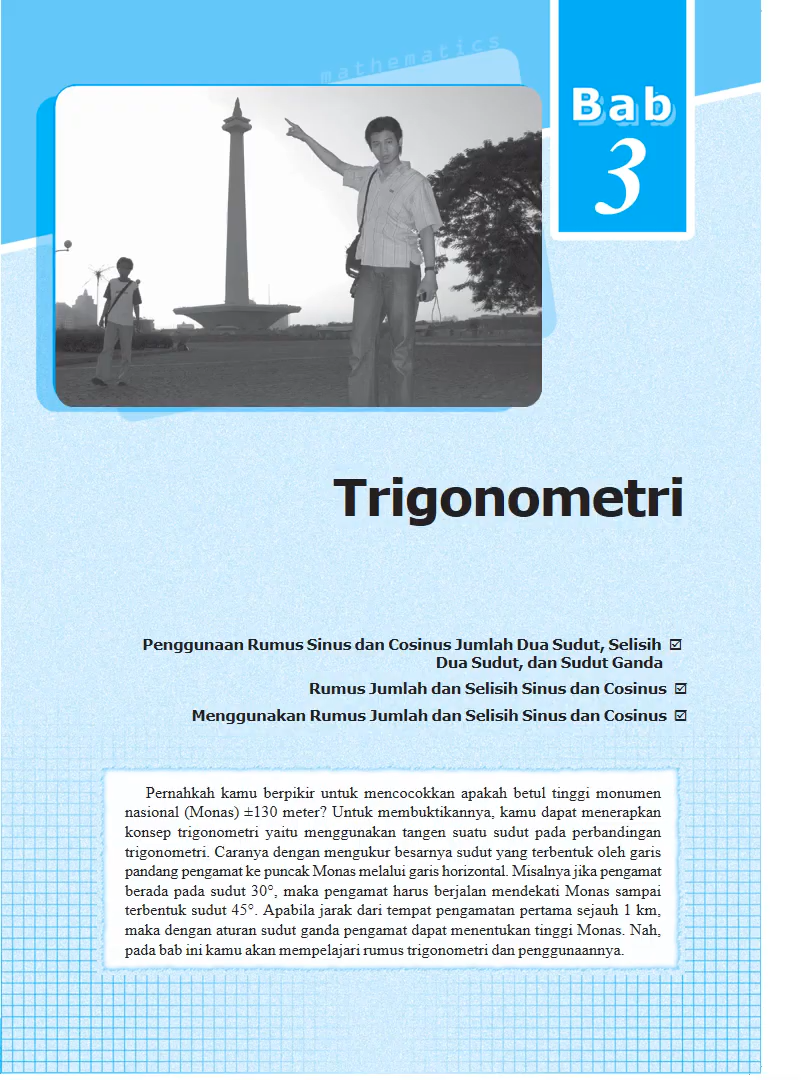 mathematics
Bab
3
Trigonometri
Penggunaan Rumus Sinus dan Cosinus Jumlah Dua Sudut, Selisih ☑
Dua Sudut, dan Sudut Ganda
Rumus Jumlah dan Selisih Sinus dan Cosinus ☑
Menggunakan Rumus Jumlah dan Selisih Sinus dan Cosinus ☑
Pernahkah kamu berpikir untuk mencocokkan apakah betul tinggi monumen
nasional (Monas) ±130 meter? Untuk membuktikannya, kamu dapat menerapkan
konsep trigonometri yaitu menggunakan tangen suatu sudut pada perbandingan
trigonometri. Caranya dengan mengukur besarnya sudut yang terbentuk oleh garis
pandang pengamat ke puncak Monas melalui garis horizontal. Misalnya jika pengamat
berada pada sudut 30°, maka pengamat harus berjalan mendekati Monas sampai
terbentuk sudut 45°. Apabila jarak dari tempat pengamatan pertama sejauh 1 km,
maka dengan aturan sudut ganda pengamat dapat menentukan tinggi Monas. Nah,
pada bab ini kamu akan mempelajari rumus trigonometri dan penggunaannya.